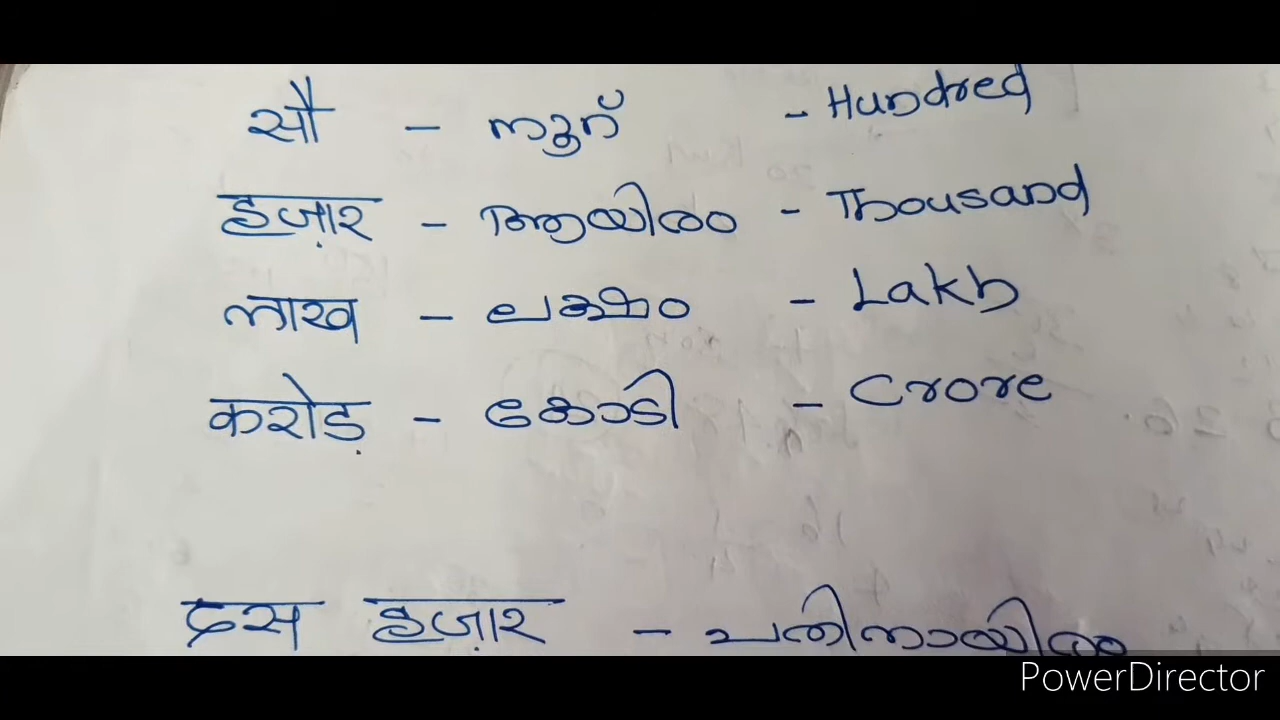 सौ - നൂറ് - Hundred
हज़ार - ആയിരം - Thousand
लाख - ലക്ഷം - Lakh
करोड़ - കോടി - Crore
दस हज़ार - പതിനായിരം
PowerDirector